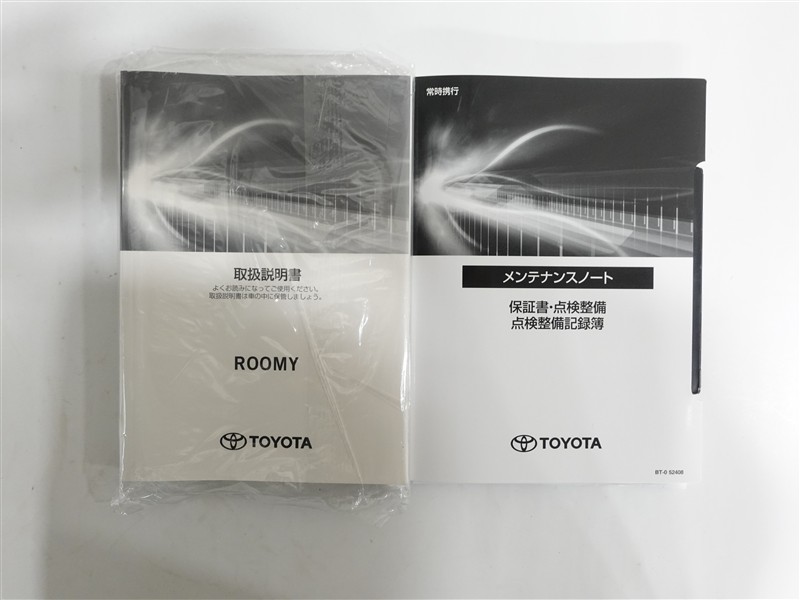 取扱説明書
よくお読みになってご使用ください。
取扱説明書は車の中に保管しましょう。
ROOMY
TOYOTA
常時携行
メンテナンスノート
保証書・点検整備
点検整備記録簿
TOYOTA
BT-6 52408